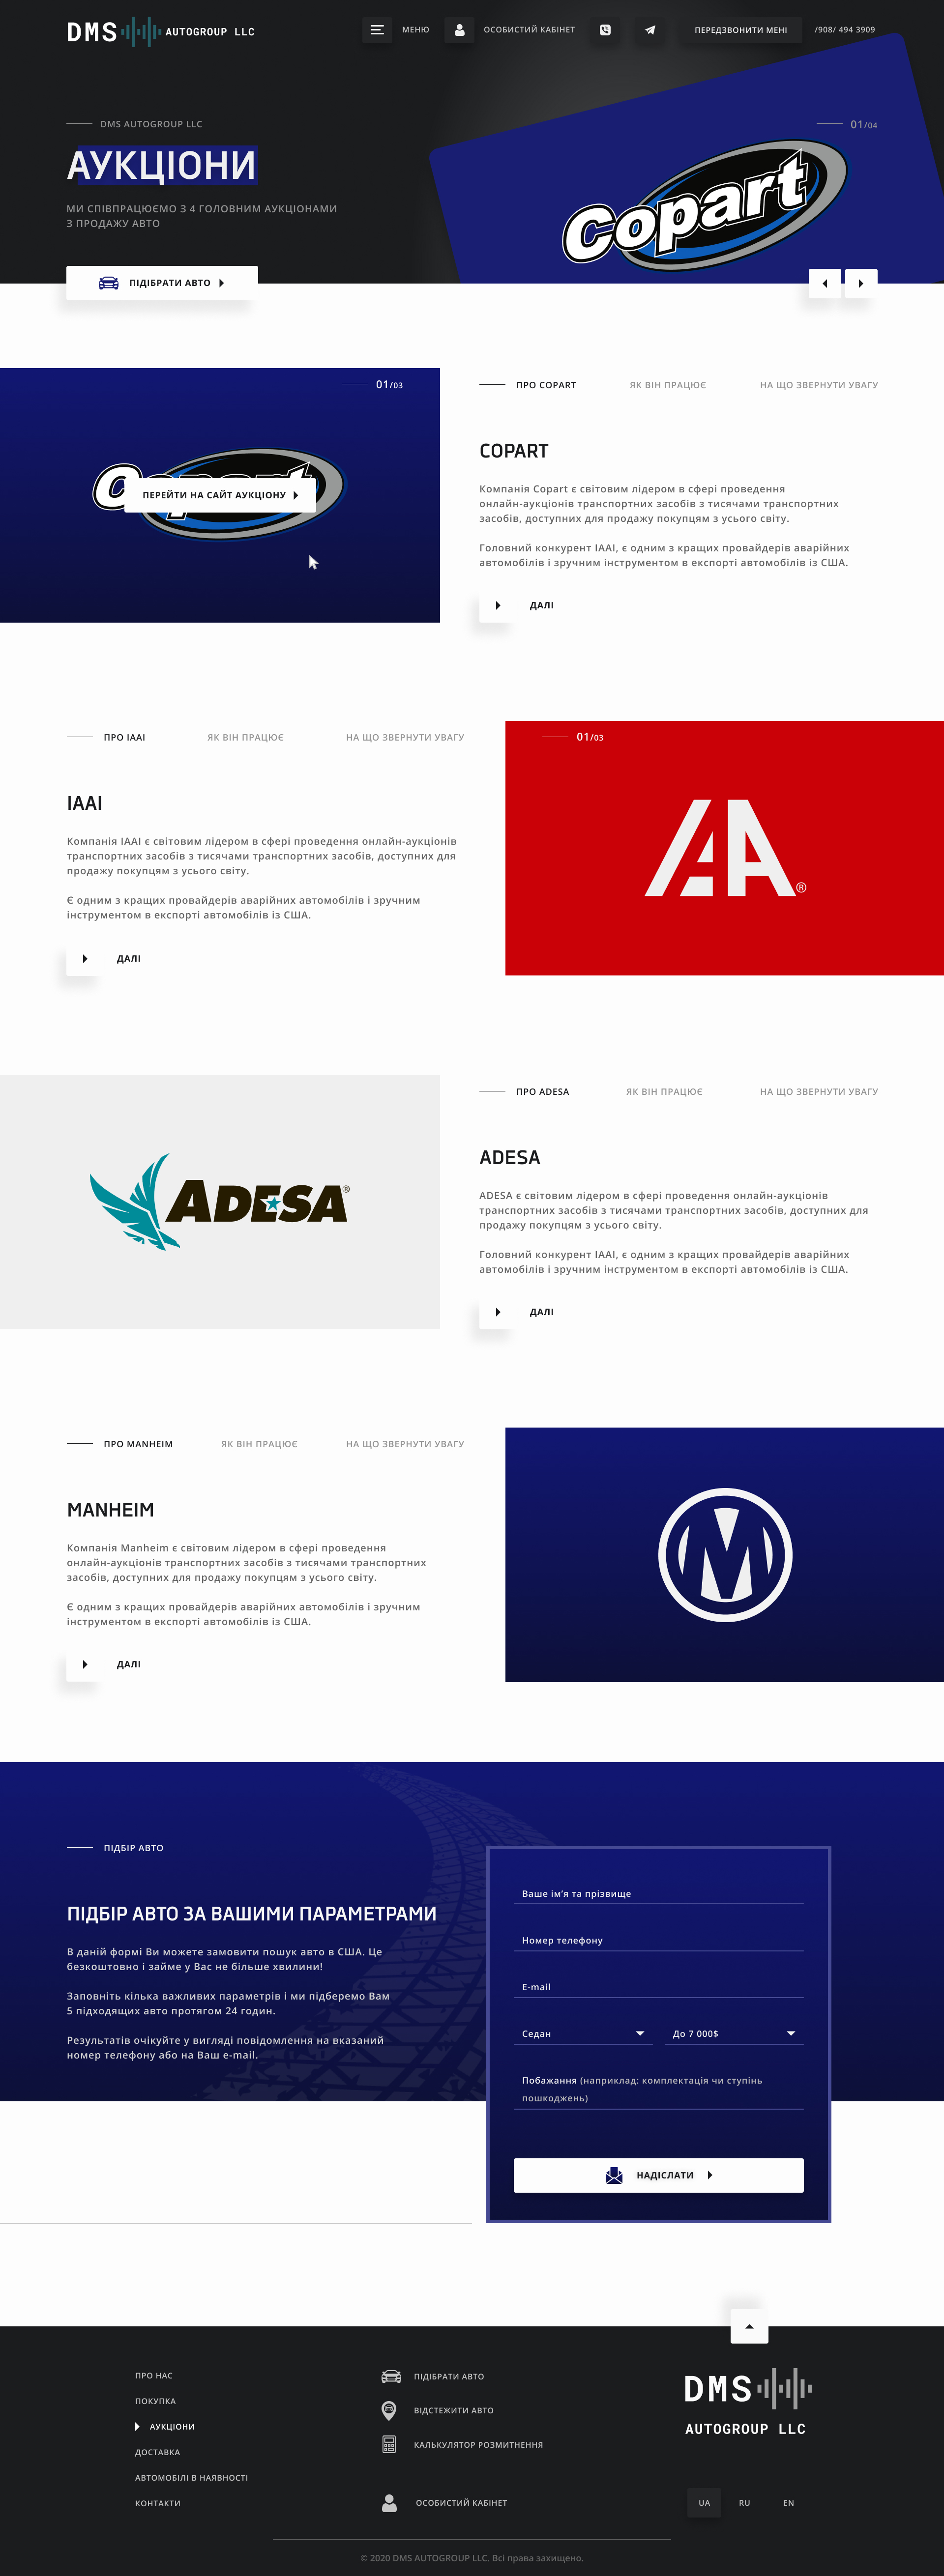 DMS AUTOGROUP LLC
МЕНЮ
ОСОБИСТИЙ КАБІНЕТ
ПЕРЕДЗВОНИТИ МЕНІ
/908/ 494 3909
DMS AUTOGROUP LLC
01/04
АУКЦІОНИ
Copart
МИ СПІВПРАЦЮЄМО З 4 ГОЛОВНИМ АУКЦІОНАМИ
З ПРОДАЖУ АВТО
ПІДІБРАТИ АВТО
01/03
ПЕРЕЙТИ НА САЙТ АУКЦІОНУ
ПРО COPART
ЯК ВІН ПРАЦЮЄ
НА ЩО ЗВЕРНУТИ УВАГУ
COPART
Компанія Copart є світовим лідером в сфері проведення
онлайн-аукціонів транспортних засобів з тисячами транспортних
засобів, доступних для продажу покупцям з усього світу.
Головний конкурент IAAI, є одним з кращих провайдерів аварійних
автомобілів і зручним інструментом в експорті автомобілів із США.
ДАЛІ
ПРО IAAI
ЯК ВІН ПРАЦЮЄ
НА ЩО ЗВЕРНУТИ УВАГУ
01/03
IAAI
Компанія IAAI є світовим лідером в сфері проведення онлайн-аукціонів
транспортних засобів з тисячами транспортних засобів, доступних для
продажу покупцям з усього світу.
Є одним з кращих провайдерів аварійних автомобілів і зручним
інструментом в експорті автомобілів із США.
IAA®
ДАЛІ
ПРО ADESA
ЯК ВІН ПРАЦЮЄ
НА ЩО ЗВЕРНУТИ УВАГУ
ADESA®
ADESA
ADESA є світовим лідером в сфері проведення онлайн-аукціонів
транспортних засобів з тисячами транспортних засобів, доступних для
продажу покупцям з усього світу.
Головний конкурент IAAI, є одним з кращих провайдерів аварійних
автомобілів і зручним інструментом в експорті автомобілів із США.
ДАЛІ
ПРО MANHEIM
ЯК ВІН ПРАЦЮЄ
НА ЩО ЗВЕРНУТИ УВАГУ
MANHEIM
Компанія Manheim є світовим лідером в сфері проведення
онлайн-аукціонів транспортних засобів з тисячами транспортних
засобів, доступних для продажу покупцям з усього світу.
Є одним з кращих провайдерів аварійних автомобілів і зручним
інструментом в експорті автомобілів із США.
M
ДАЛІ
ПІДБІР АВТО
ПІДБІР АВТО ЗА ВАШИМИ ПАРАМЕТРАМИ
В даній формі Ви можете замовити пошук авто в США. Це
безкоштовно і займе у Вас не більше хвилини!
Заповніть кілька важливих параметрів і ми підберемо Вам
5 підходящих авто протягом 24 годин.
Результатів очікуйте у вигляді повідомлення на вказаний
номер телефону або на Ваш e-mail.
Ваше ім'я та прізвище
Номер телефону
E-mail
Седан
До 7 000$
Побажання (наприклад: комплектація чи ступінь
пошкоджень)
НАДІСЛАТИ
ПРО НАС
ПОКУПКА
АУКЦІОНИ
ДОСТАВКА
АВТОМОБІЛІ В НАЯВНОСТІ
КОНТАКТИ
ПІДІБРАТИ АВТО
ВІДСТЕЖИТИ АВТО
КАЛЬКУЛЯТОР РОЗМИТНЕННЯ
ОСОБИСТИЙ КАБІНЕТ
DMS
AUTOGROUP LLC
UA
RU
EN
© 2020 DMS AUTOGROUP LLC. Всі права захищено.